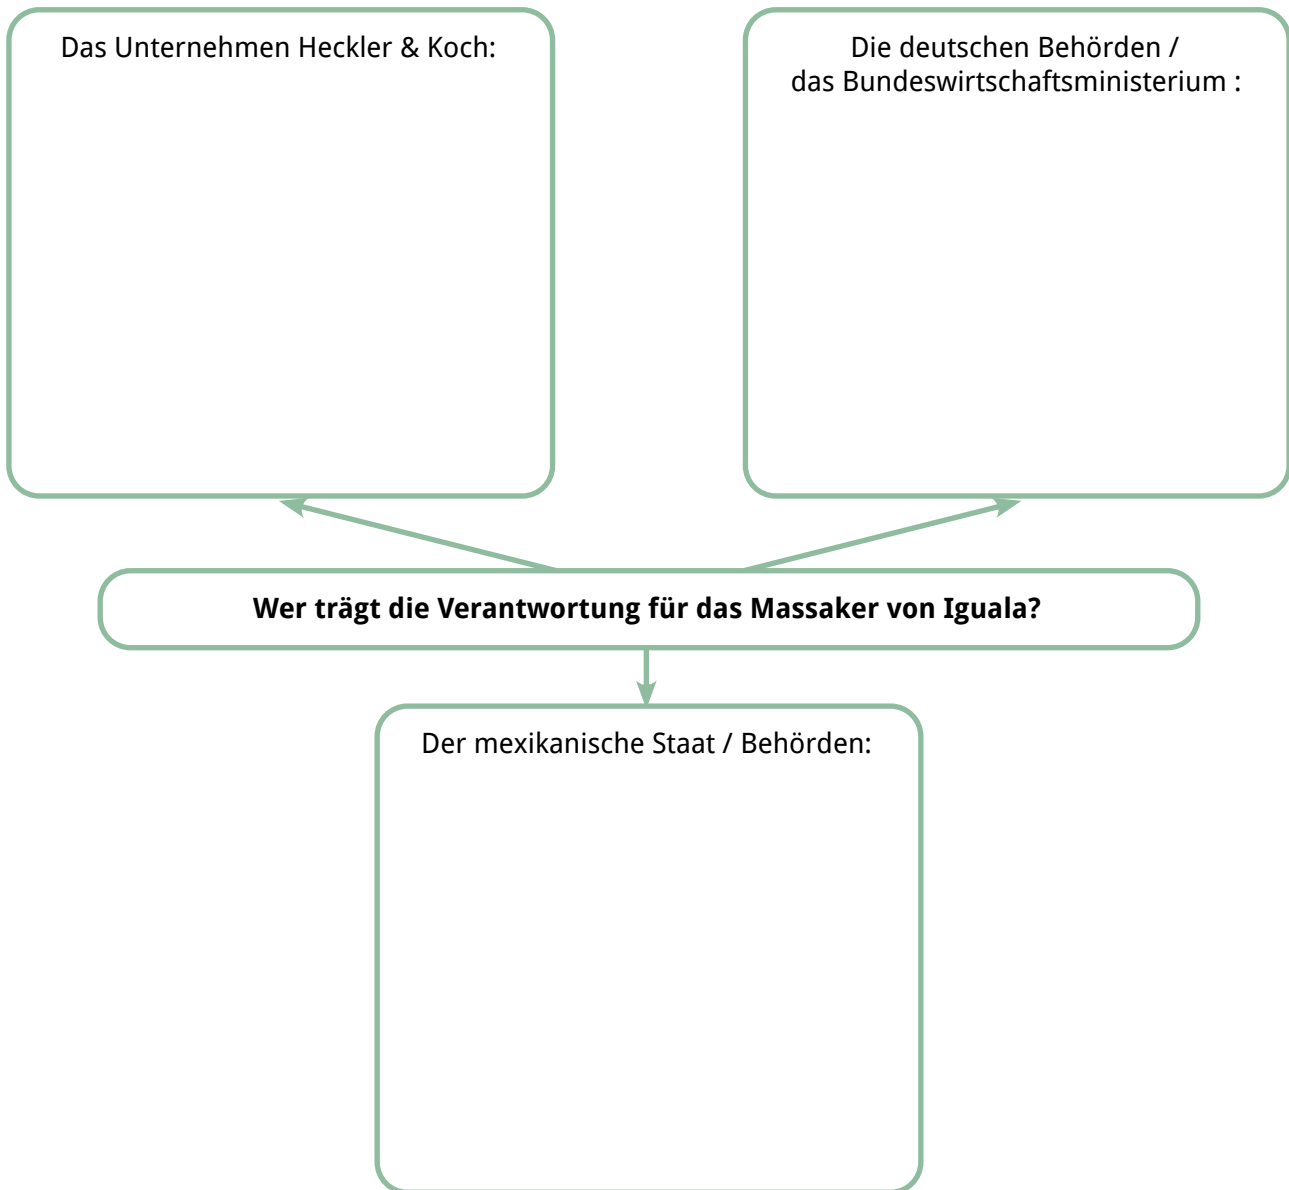 Das Unternehmen Heckler & Koch:
Die deutschen Behörden /
das Bundeswirtschaftsministerium :
Wer trägt die Verantwortung für das Massaker von Iguala?
Der mexikanische Staat / Behörden: